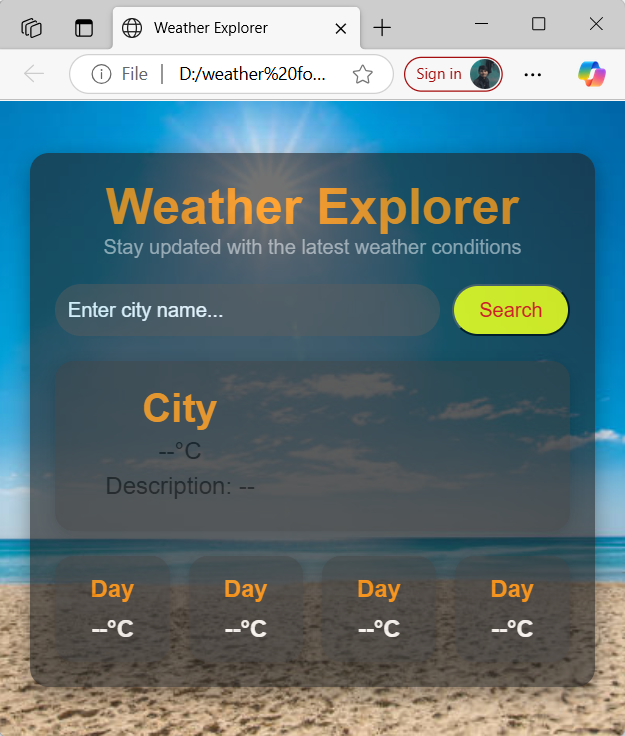 Weather Explorer
File | D:/weather%20fo... Sign in
Weather Explorer
Stay updated with the latest weather conditions
Enter city name... Search
City
--°C
Description: --
Day Day Day Day
--°C --°C --°C --°C